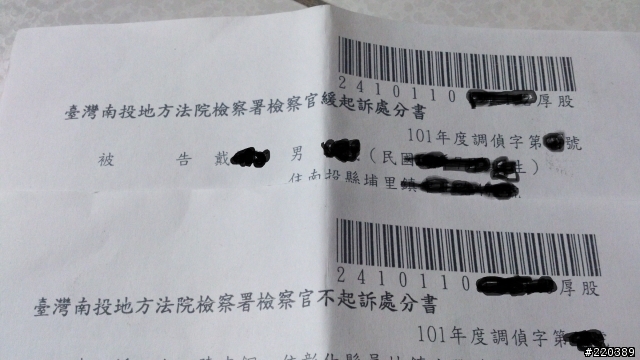 2410110
厚股
臺灣南投地方法院檢察署檢察官緩起訴處分書
101年度調偵字第 號
被 告 戴 男 (民國 生)
住南投縣埔里鎮
2410110
厚股
臺灣南投地方法院檢察署檢察官不起訴處分書
101年度調偵字第
#220389